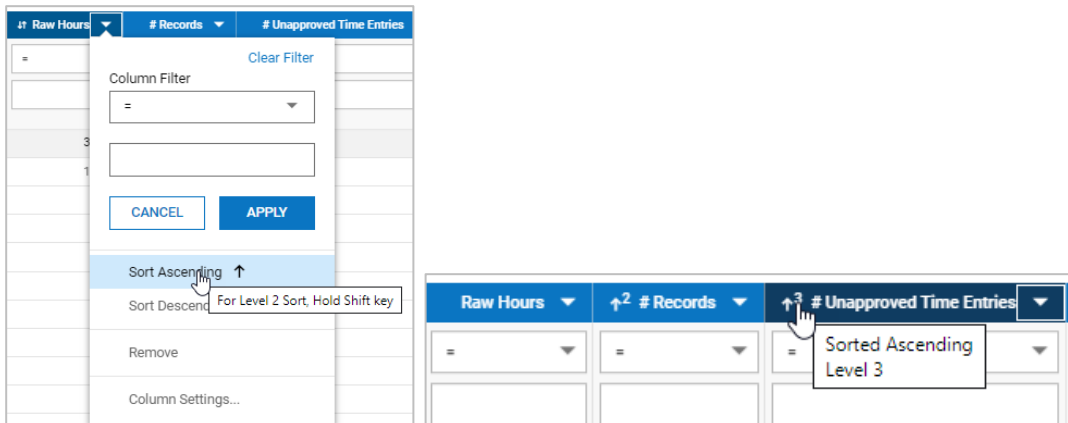 Raw Hours
# Records
# Unapproved Time Entries
=
Clear Filter
Column Filter
=
3
1
CANCEL
APPLY
Sort Ascending
For Level 2 Sort, Hold Shift key
Sort Descend
Remove
Column Settings...
Raw Hours
2 # Records
3 # Unapproved Time Entries
=
=
=
Sorted Ascending
Level 3